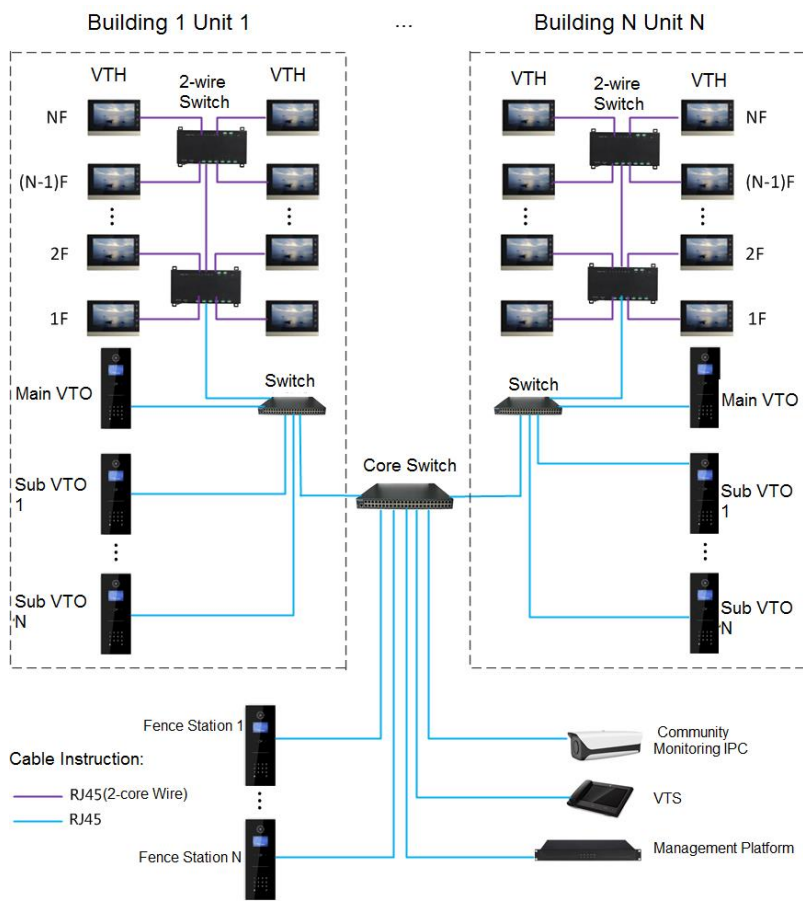 Building 1 Unit 1
...
Building N Unit N
VTH
2-wire
Switch
VTH
NF
(N-1)F
2F
1F
Main VTO
Switch
Sub VTO
1
Sub VTO
N
VTH
2-wire
Switch
VTH
NF
(N-1)F
2F
1F
Switch
Main VTO
Sub VTO
1
Sub VTO
N
Core Switch
Fence Station 1
Fence Station N
Community
Monitoring IPC
VTS
Management Platform
Cable Instruction:
RJ45(2-core Wire)
RJ45